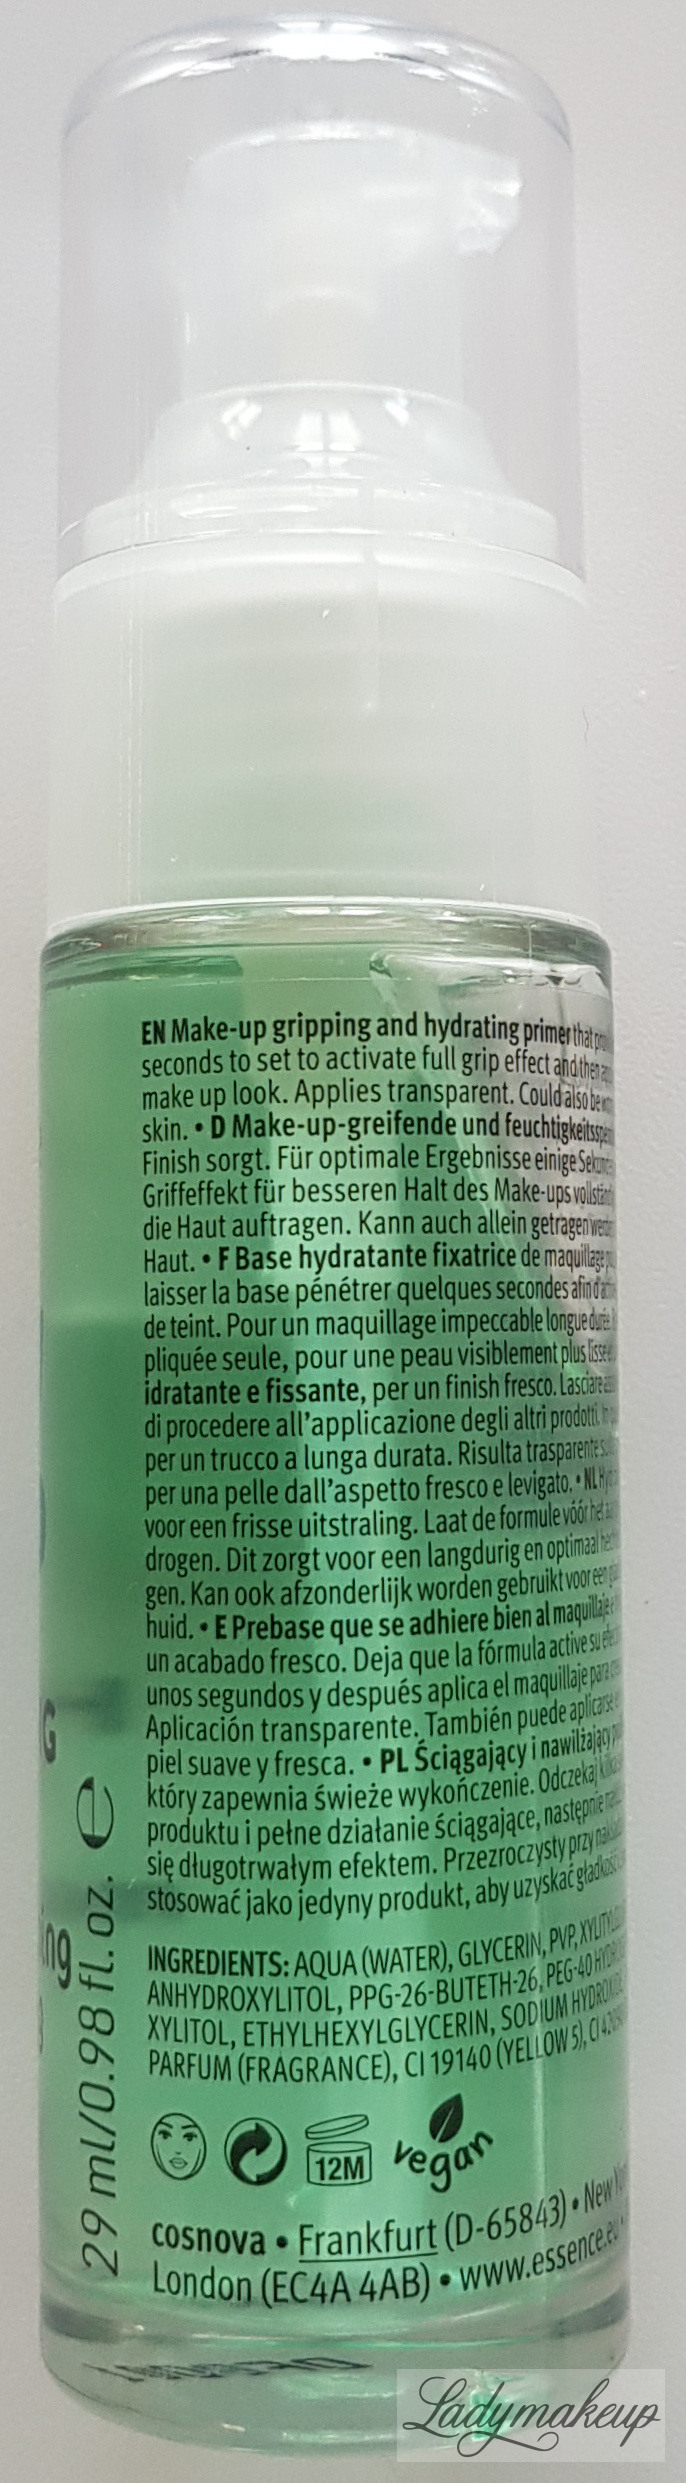 EN Make-up gripping and hydrating primer that
seconds to set to activate full grip effect and then
make up look. Applies transparent. Could also be
skin. • D Make-up-greifende und
Finish sorgt. Für optimale Ergebnisse einige
Griffeffekt für besseren Halt des Make-ups
die Haut auftragen. Kann auch allein getragen
Haut. • F Base hydratante fixatrice de maquillage
laisser la base pénétrer quelques secondes afin
de teint. Pour un maquillage impeccable longue durée.
pliquée seule, pour une peau visiblement plus lisse
idratante e fissante, per un finish fresco. Lasciare
di procedere all'applicazione degli altri prodotti.
per un trucco a lunga durata. Risulta trasparente
per una pelle dall'aspetto fresco e levigato. • NL
voor een frisse uitstraling. Laat de formule vóór het
drogen. Dit zorgt voor een langdurig en optimaal
gen. Kan ook afzonderlijk worden gebruikt voor een
huid. • E Prebase que se adhiere bien al maquillaje
un acabado fresco. Deja que la fórmula active su
unos segundos y después aplica el maquillaje para
Aplicación transparente. También puede aplicarse
piel suave y fresca. • PL Ściągający i nawilżający
który zapewnia świeże wykończenie. Odczekaj
produktu i pełne działanie ściągające, następnie
się długotrwałym efektem. Przezroczysty przy
stosować jako jedyny produkt, aby uzyskać
INGREDIENTS: AQUA (WATER), GLYCERIN, PVP,
ANHYDROXYLITOL, PPG-26-BUTETH-26, PEG-40
XYLITOL, ETHYLHEXYLGLYCERIN, SODIUM
PARFUM (FRAGRANCE), CI 19140 (YELLOW 5), CI
12M
vegan
cosnova • Frankfurt (D-65843) • New
London (EC4A 4AB) • www.essence.eu
29 ml/0.98 fl. oz. e
G
ing
Ladymakeup